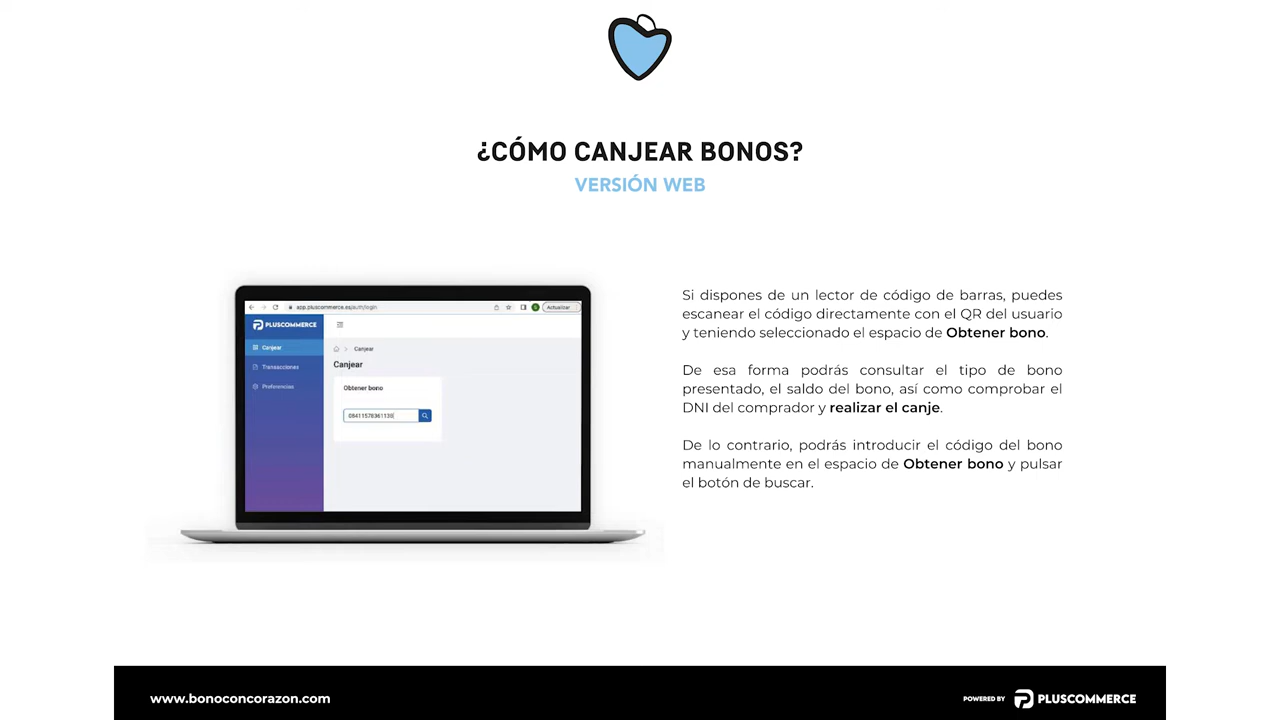 ¿CÓMO CANJEAR BONOS?
VERSIÓN WEB
app.pluscommerce.es/auth/login
Actualizar
PLUSCOMMERCE
Canjear
Transacciones
Preferencias
Canjear
Canjear
Obtener bono
Si dispones de un lector de código de barras, puedes
escanear el código directamente con el QR del usuario
y teniendo seleccionado el espacio de Obtener bono.
De esa forma podrás consultar el tipo de bono
presentado, el saldo del bono, así como comprobar el
DNI del comprador y realizar el canje.
De lo contrario, podrás introducir el código del bono
manualmente en el espacio de Obtener bono y pulsar
el botón de buscar.
www.bonoconcorazon.com
POWERED BY PLUSCOMMERCE